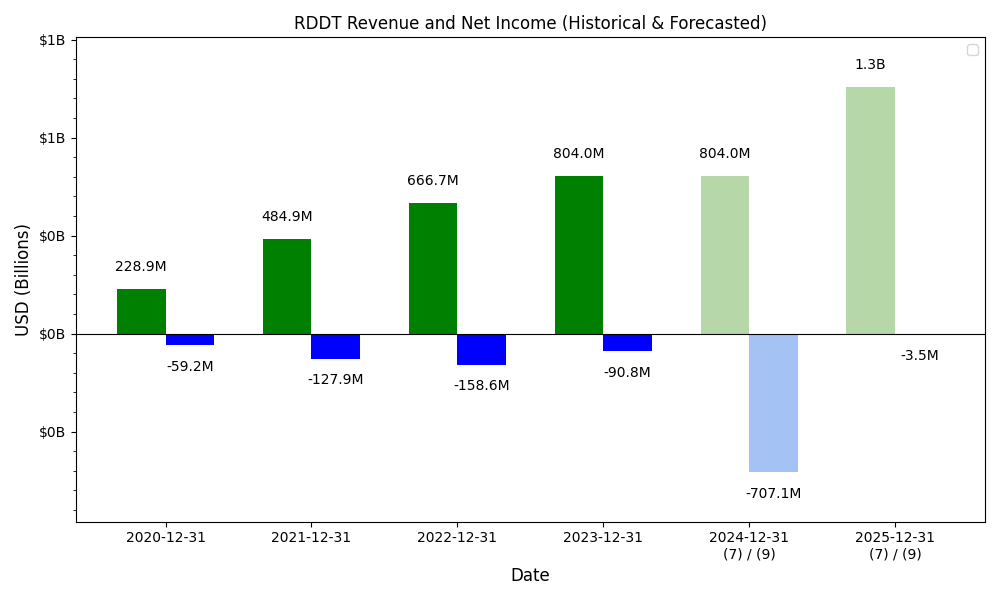 RDDT Revenue and Net Income (Historical & Forecasted)
$1B
1.3B
$1B
804.0M
804.0M
666.7M
484.9M
$0B
228.9M
USD (Billions)
$0B
-59.2M
-127.9M
-158.6M
-90.8M
-3.5M
$0B
-707.1M
2020-12-31
2021-12-31
2022-12-31
2023-12-31
2024-12-31
(7) / (9)
2025-12-31
(7) / (9)
Date